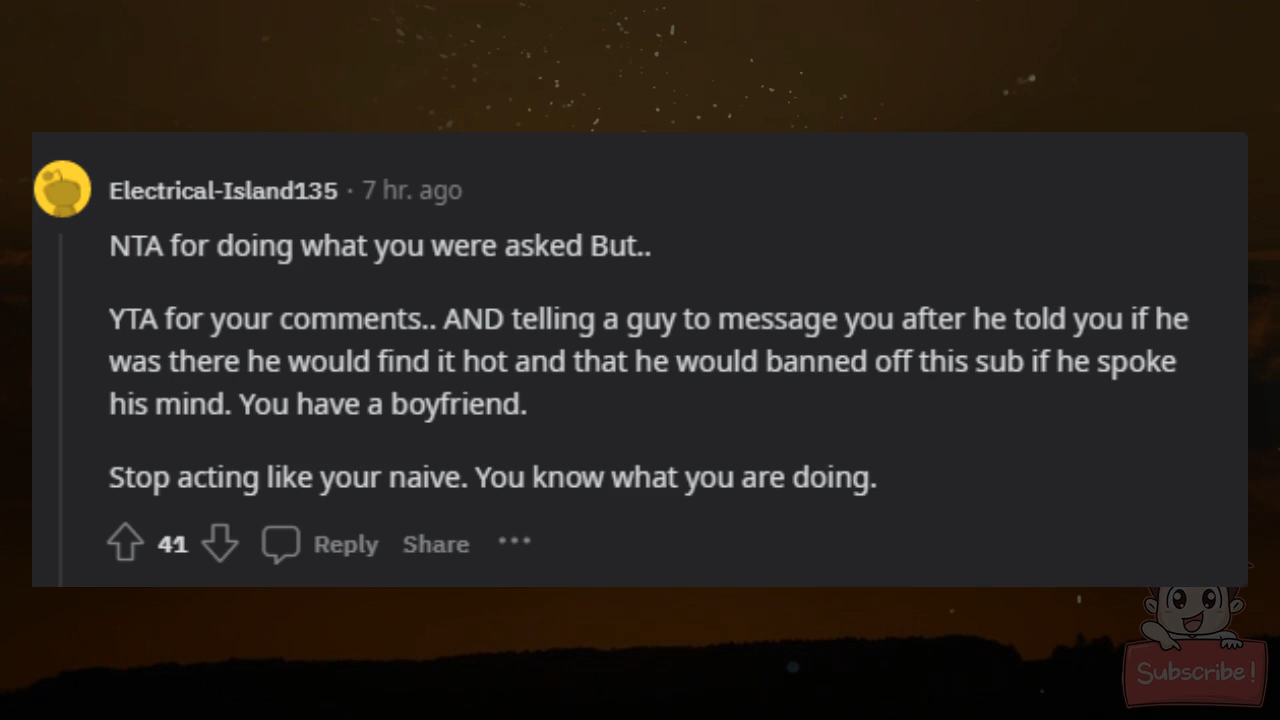 Electrical-Island135 · 7 hr. ago
NTA for doing what you were asked But..
YTA for your comments.. AND telling a guy to message you after he told you if he
was there he would find it hot and that he would banned off this sub if he spoke
his mind. You have a boyfriend.
Stop acting like your naive. You know what you are doing.
41 Reply Share ...
Subscribe!